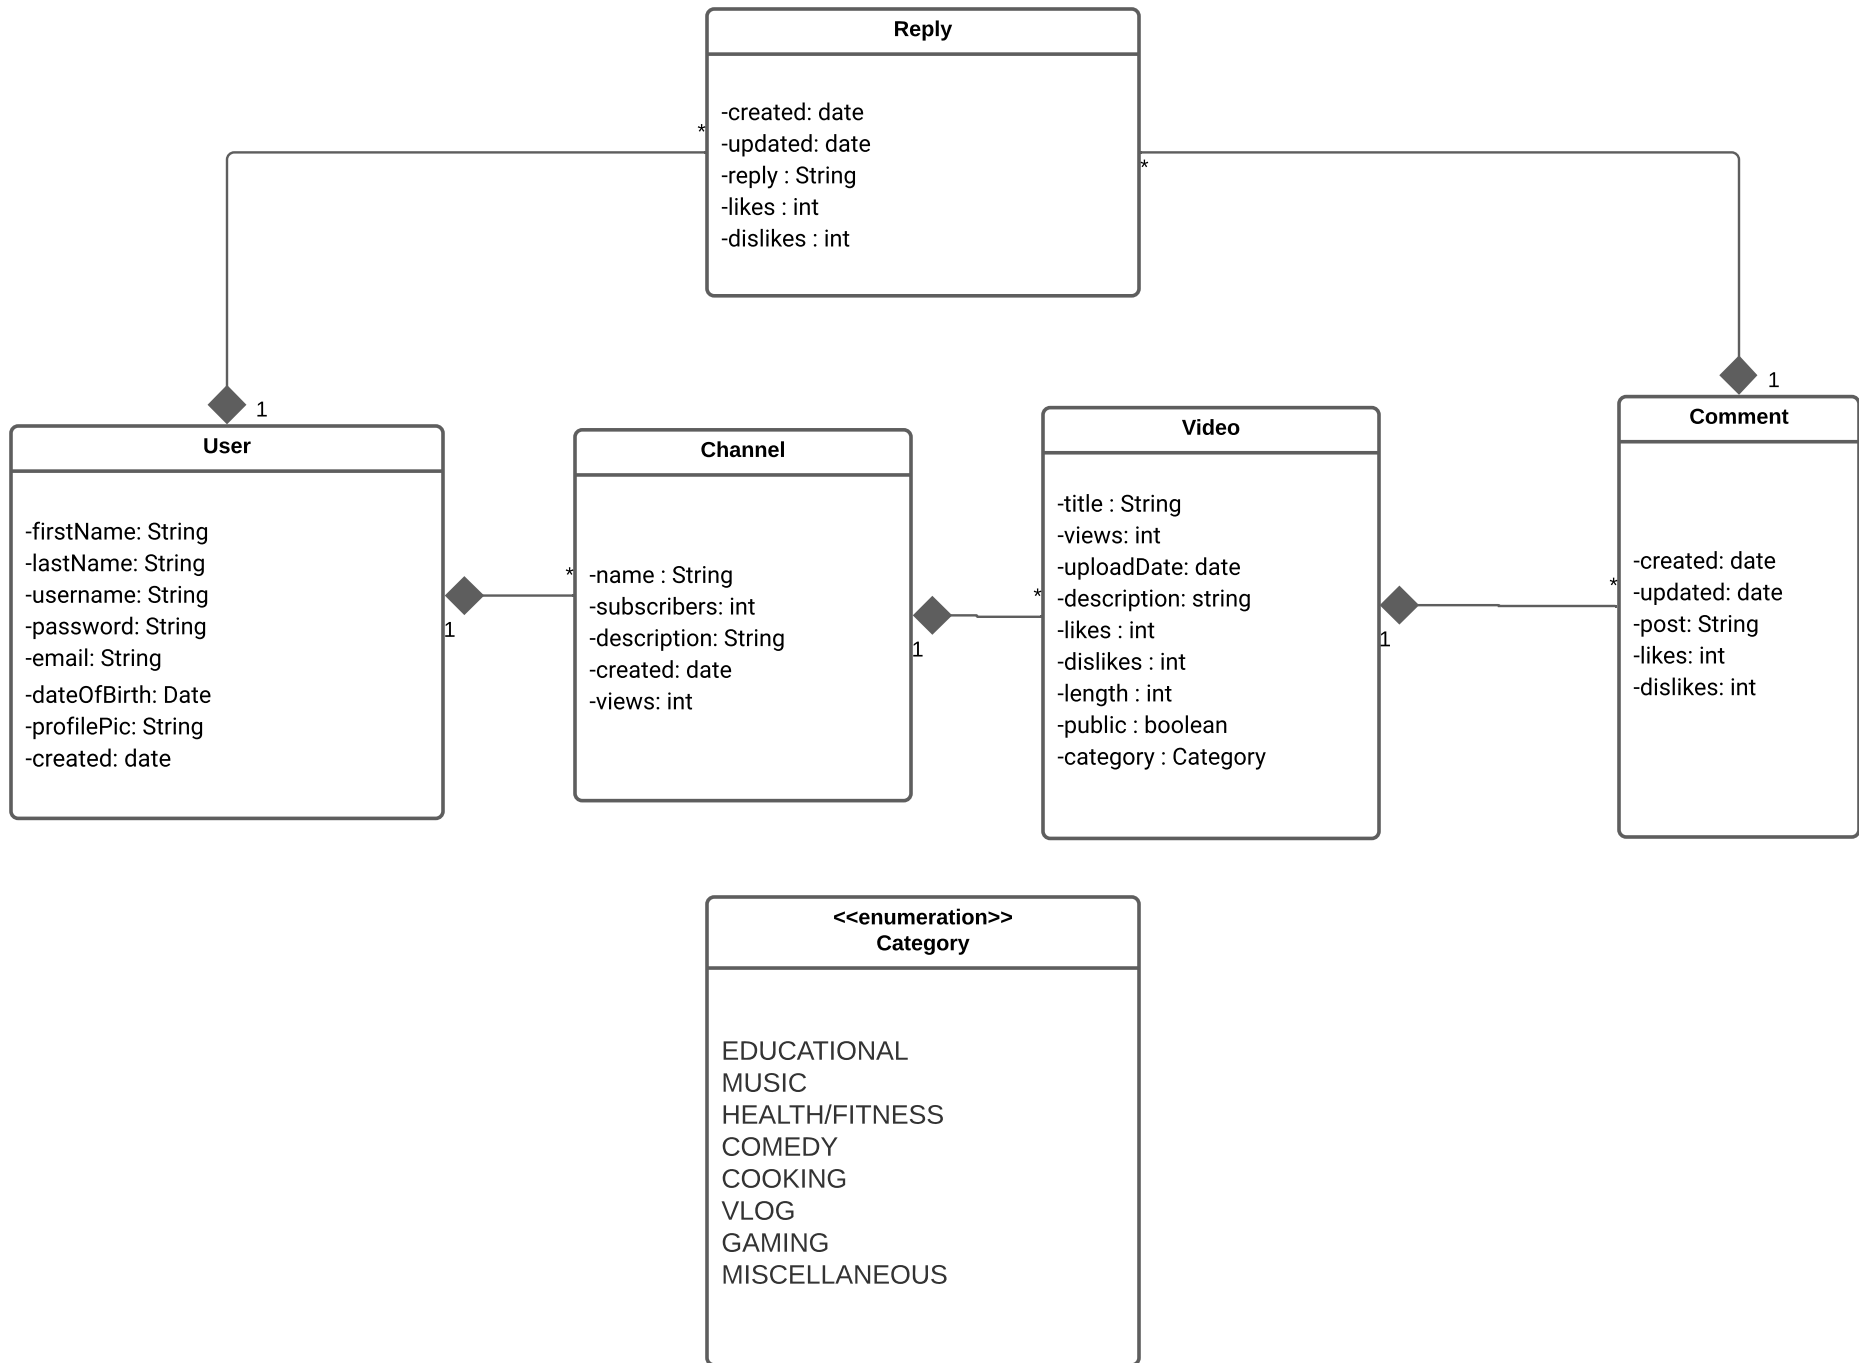 Reply
-created: date
-updated: date
-reply : String
-likes : int
-dislikes : int
*
*
1
1
User
-firstName: String
-lastName: String
-username: String
-password: String
-email: String
-dateOfBirth: Date
-profilePic: String
-created: date
1
*
Channel
-name : String
-subscribers: int
-description: String
-created: date
-views: int
1
*
Video
-title : String
-views: int
-uploadDate: date
-description: string
-likes : int
-dislikes : int
-length : int
-public : boolean
-category : Category
1
*
Comment
-created: date
-updated: date
-post: String
-likes: int
-dislikes: int
<<enumeration>>
Category
EDUCATIONAL
MUSIC
HEALTH/FITNESS
COMEDY
COOKING
VLOG
GAMING
MISCELLANEOUS